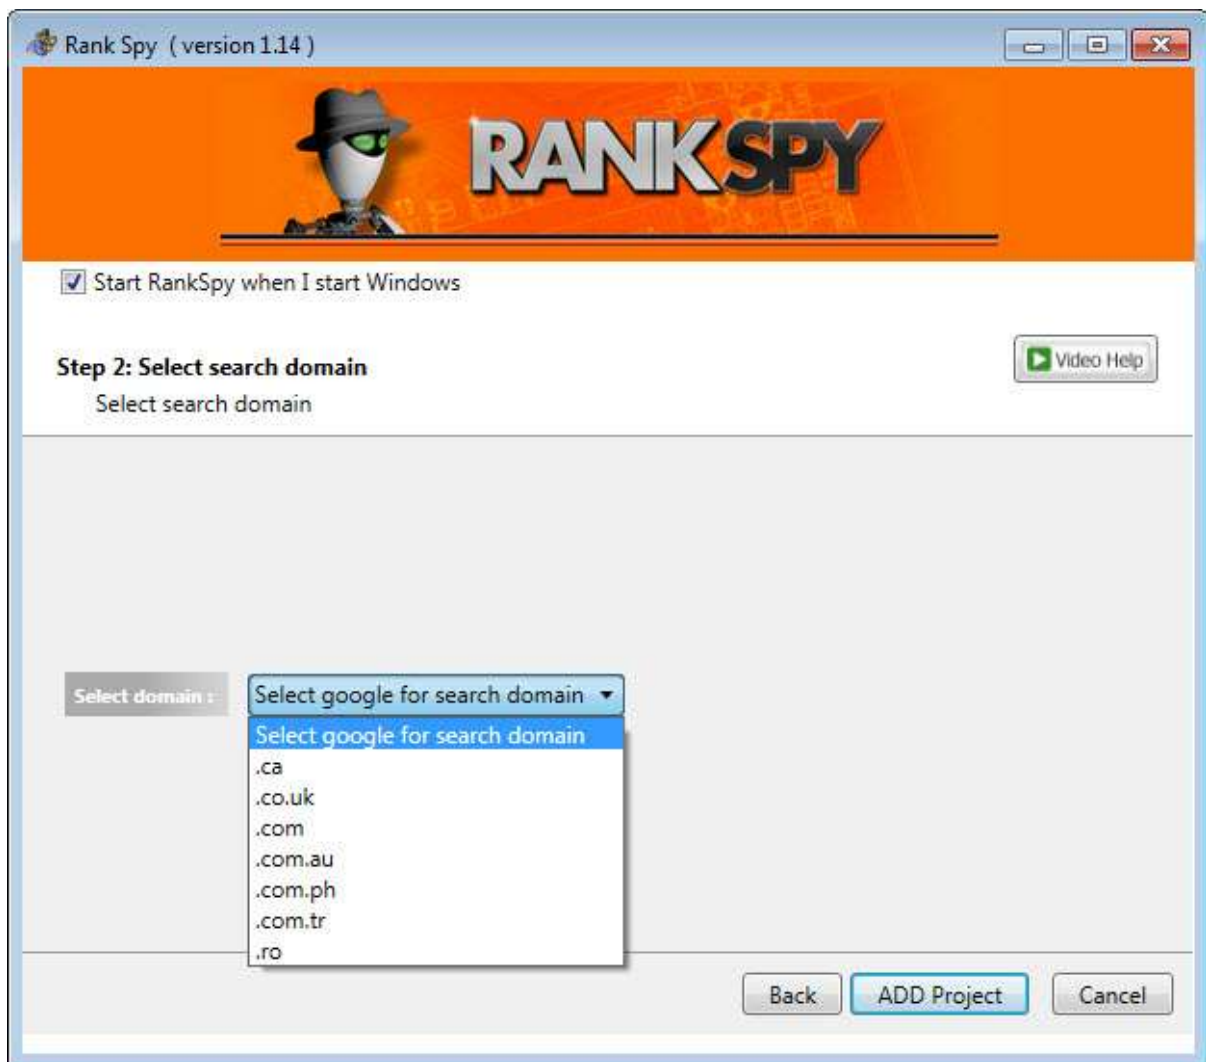 Rank Spy ( version 1.14 )
RANKSPY
Start RankSpy when I start Windows
Step 2: Select search domain
Video Help
Select search domain
Select domain :
Select google for search domain
Select google for search domain
.ca
.co.uk
.com
.com.au
.com.ph
.com.tr
.ro
Back
ADD Project
Cancel